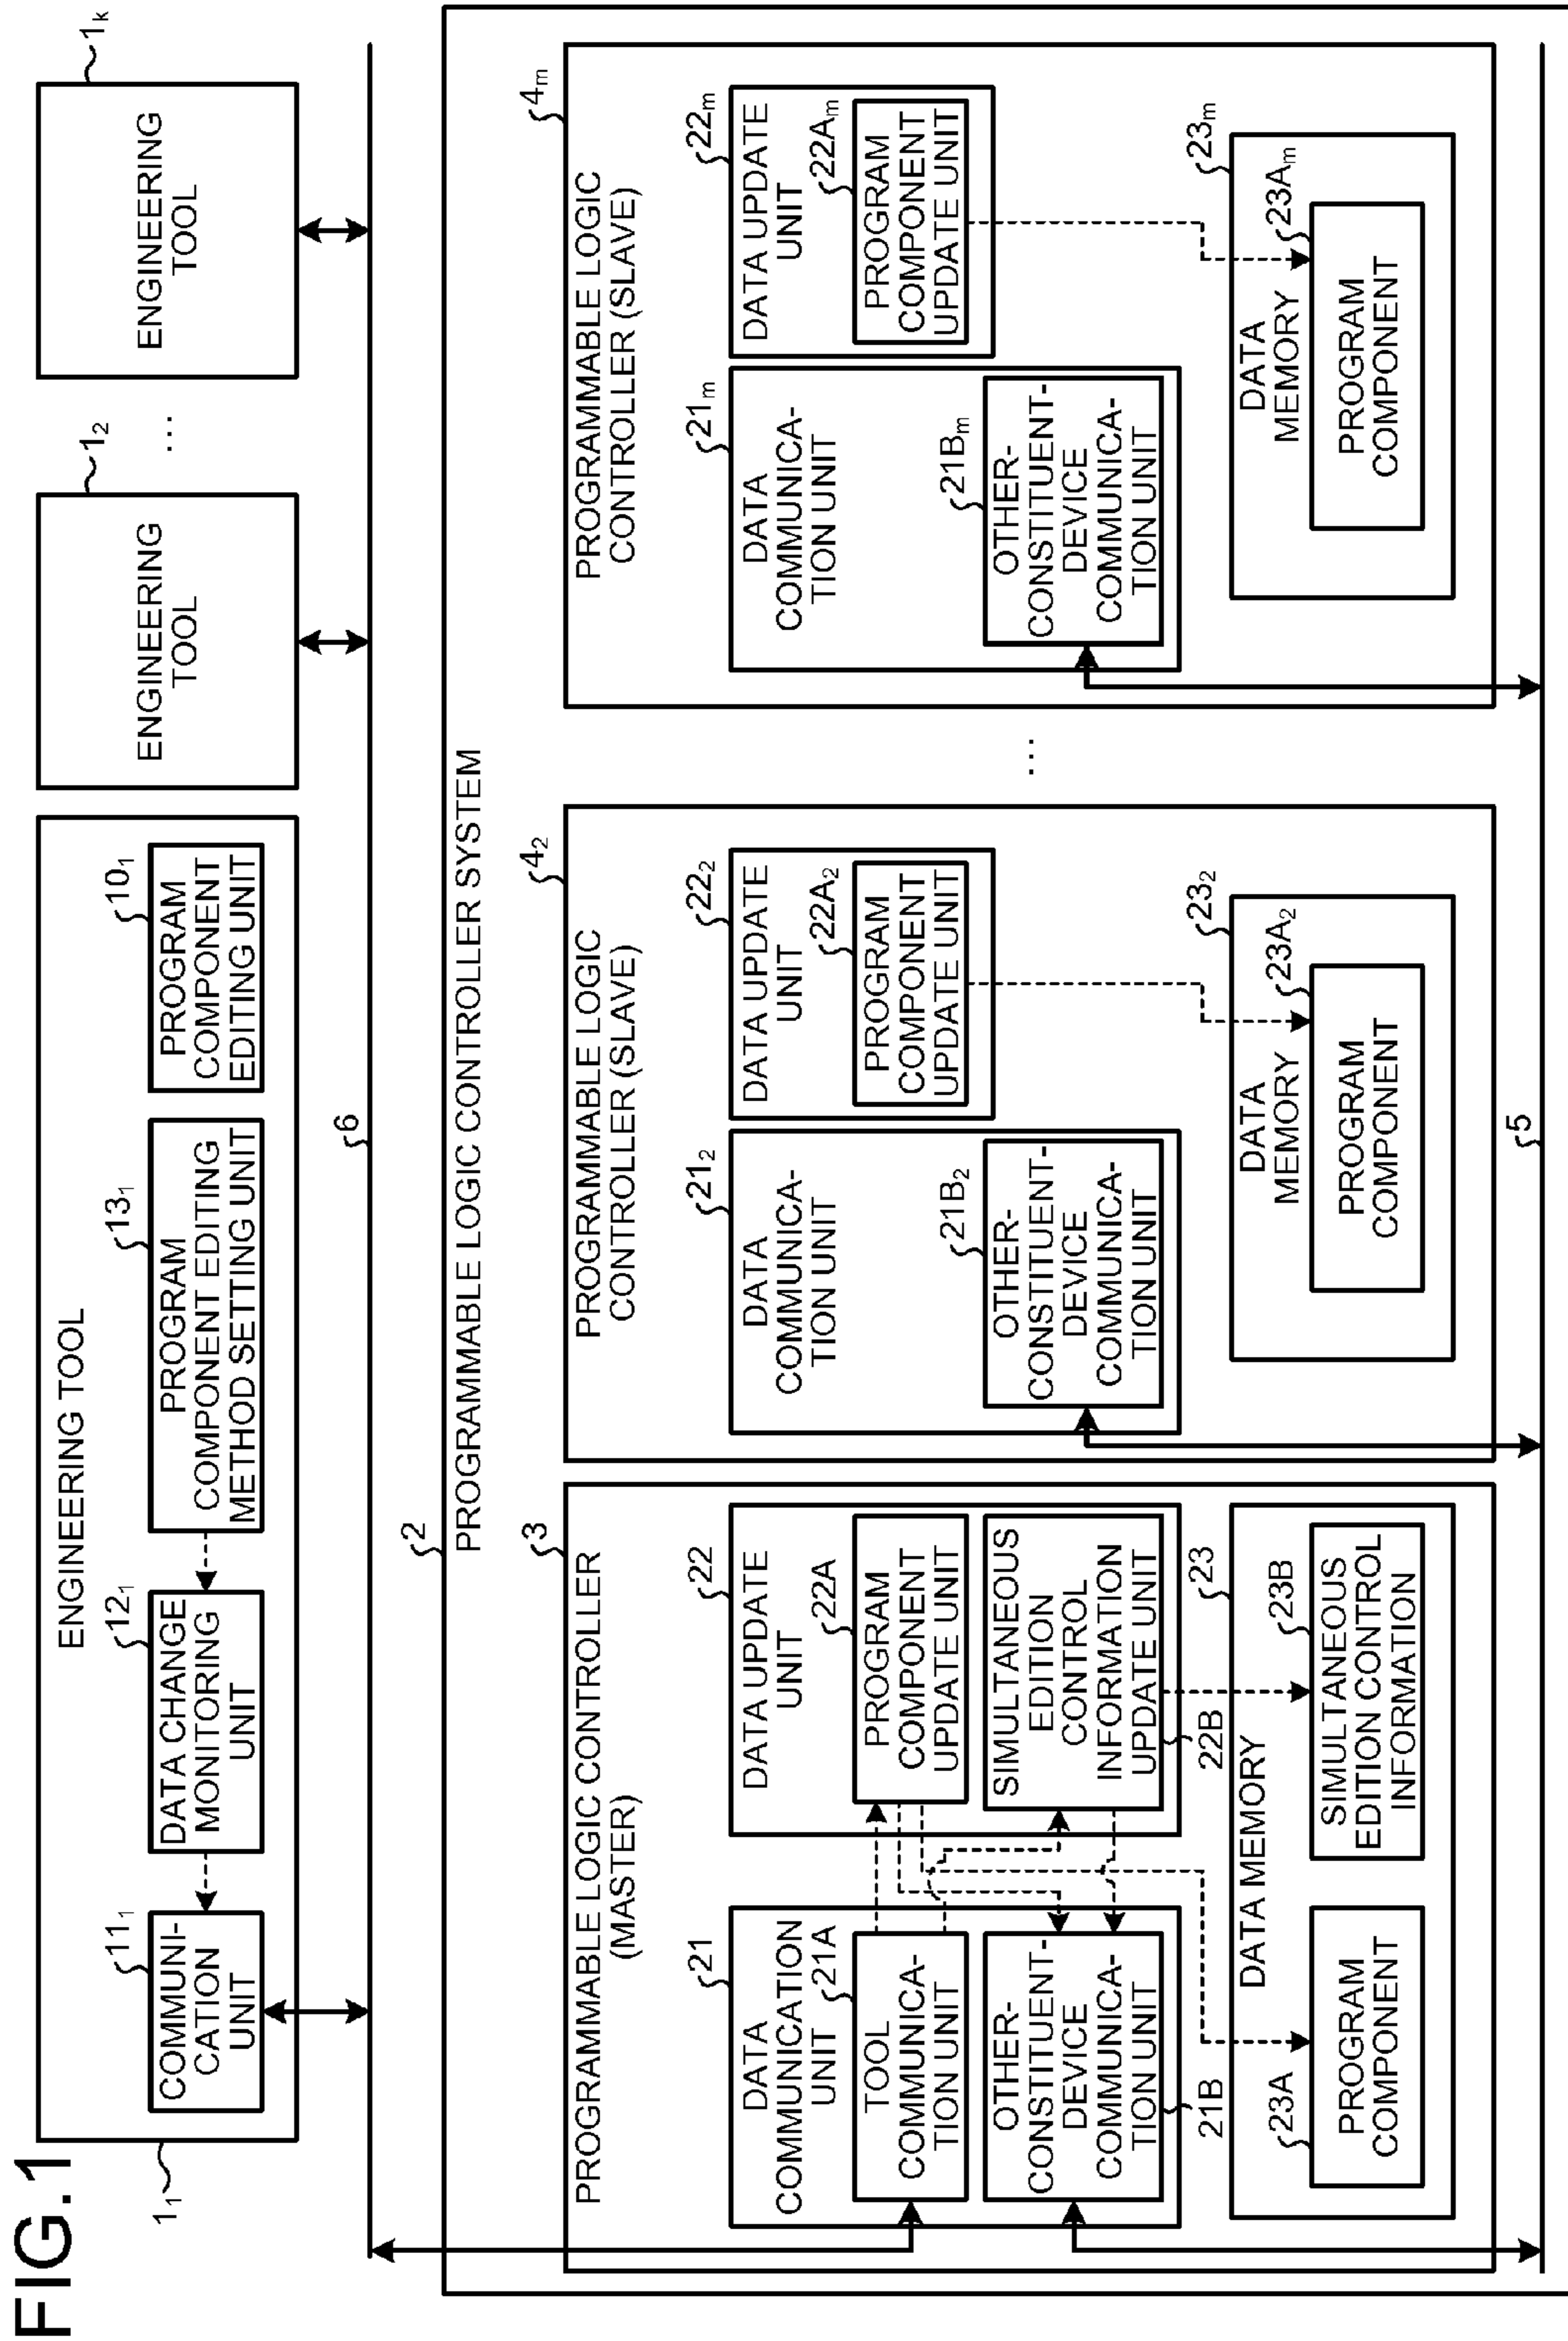 FIG.1
1₁
ENGINEERING TOOL
11₁
COMMUNI-
CATION
UNIT
12₁
DATA CHANGE
MONITORING
UNIT
13₁
PROGRAM
COMPONENT EDITING
METHOD SETTING UNIT
10₁
PROGRAM
COMPONENT
EDITING UNIT
1₂
ENGINEERING
TOOL
...
1ₖ
ENGINEERING
TOOL
6
2
PROGRAMMABLE LOGIC CONTROLLER SYSTEM
3
PROGRAMMABLE LOGIC CONTROLLER
(MASTER)
21
DATA
COMMUNICATION
UNIT
21A
TOOL
COMMUNICA-
TION UNIT
OTHER-
CONSTITUENT-
DEVICE
COMMUNICA-
TION UNIT
21B
22
DATA UPDATE
UNIT
22A
PROGRAM
COMPONENT
UPDATE UNIT
SIMULTANEOUS
EDITION
CONTROL
INFORMATION
UPDATE UNIT
22B
23
DATA MEMORY
23A
PROGRAM
COMPONENT
23B
SIMULTANEOUS
EDITION CONTROL
INFORMATION
4₂
PROGRAMMABLE LOGIC
CONTROLLER (SLAVE)
21₂
DATA
COMMUNICA-
TION UNIT
21B₂
OTHER-
CONSTITUENT-
DEVICE
COMMUNICA-
TION UNIT
22₂
DATA UPDATE
UNIT
22A₂
PROGRAM
COMPONENT
UPDATE UNIT
23₂
DATA
MEMORY
23A₂
PROGRAM
COMPONENT
...
4ₘ
PROGRAMMABLE LOGIC
CONTROLLER (SLAVE)
21ₘ
DATA
COMMUNICA-
TION UNIT
21Bₘ
OTHER-
CONSTITUENT-
DEVICE
COMMUNICA-
TION UNIT
22ₘ
DATA UPDATE
UNIT
22Aₘ
PROGRAM
COMPONENT
UPDATE UNIT
23ₘ
DATA
MEMORY
23Aₘ
PROGRAM
COMPONENT
5